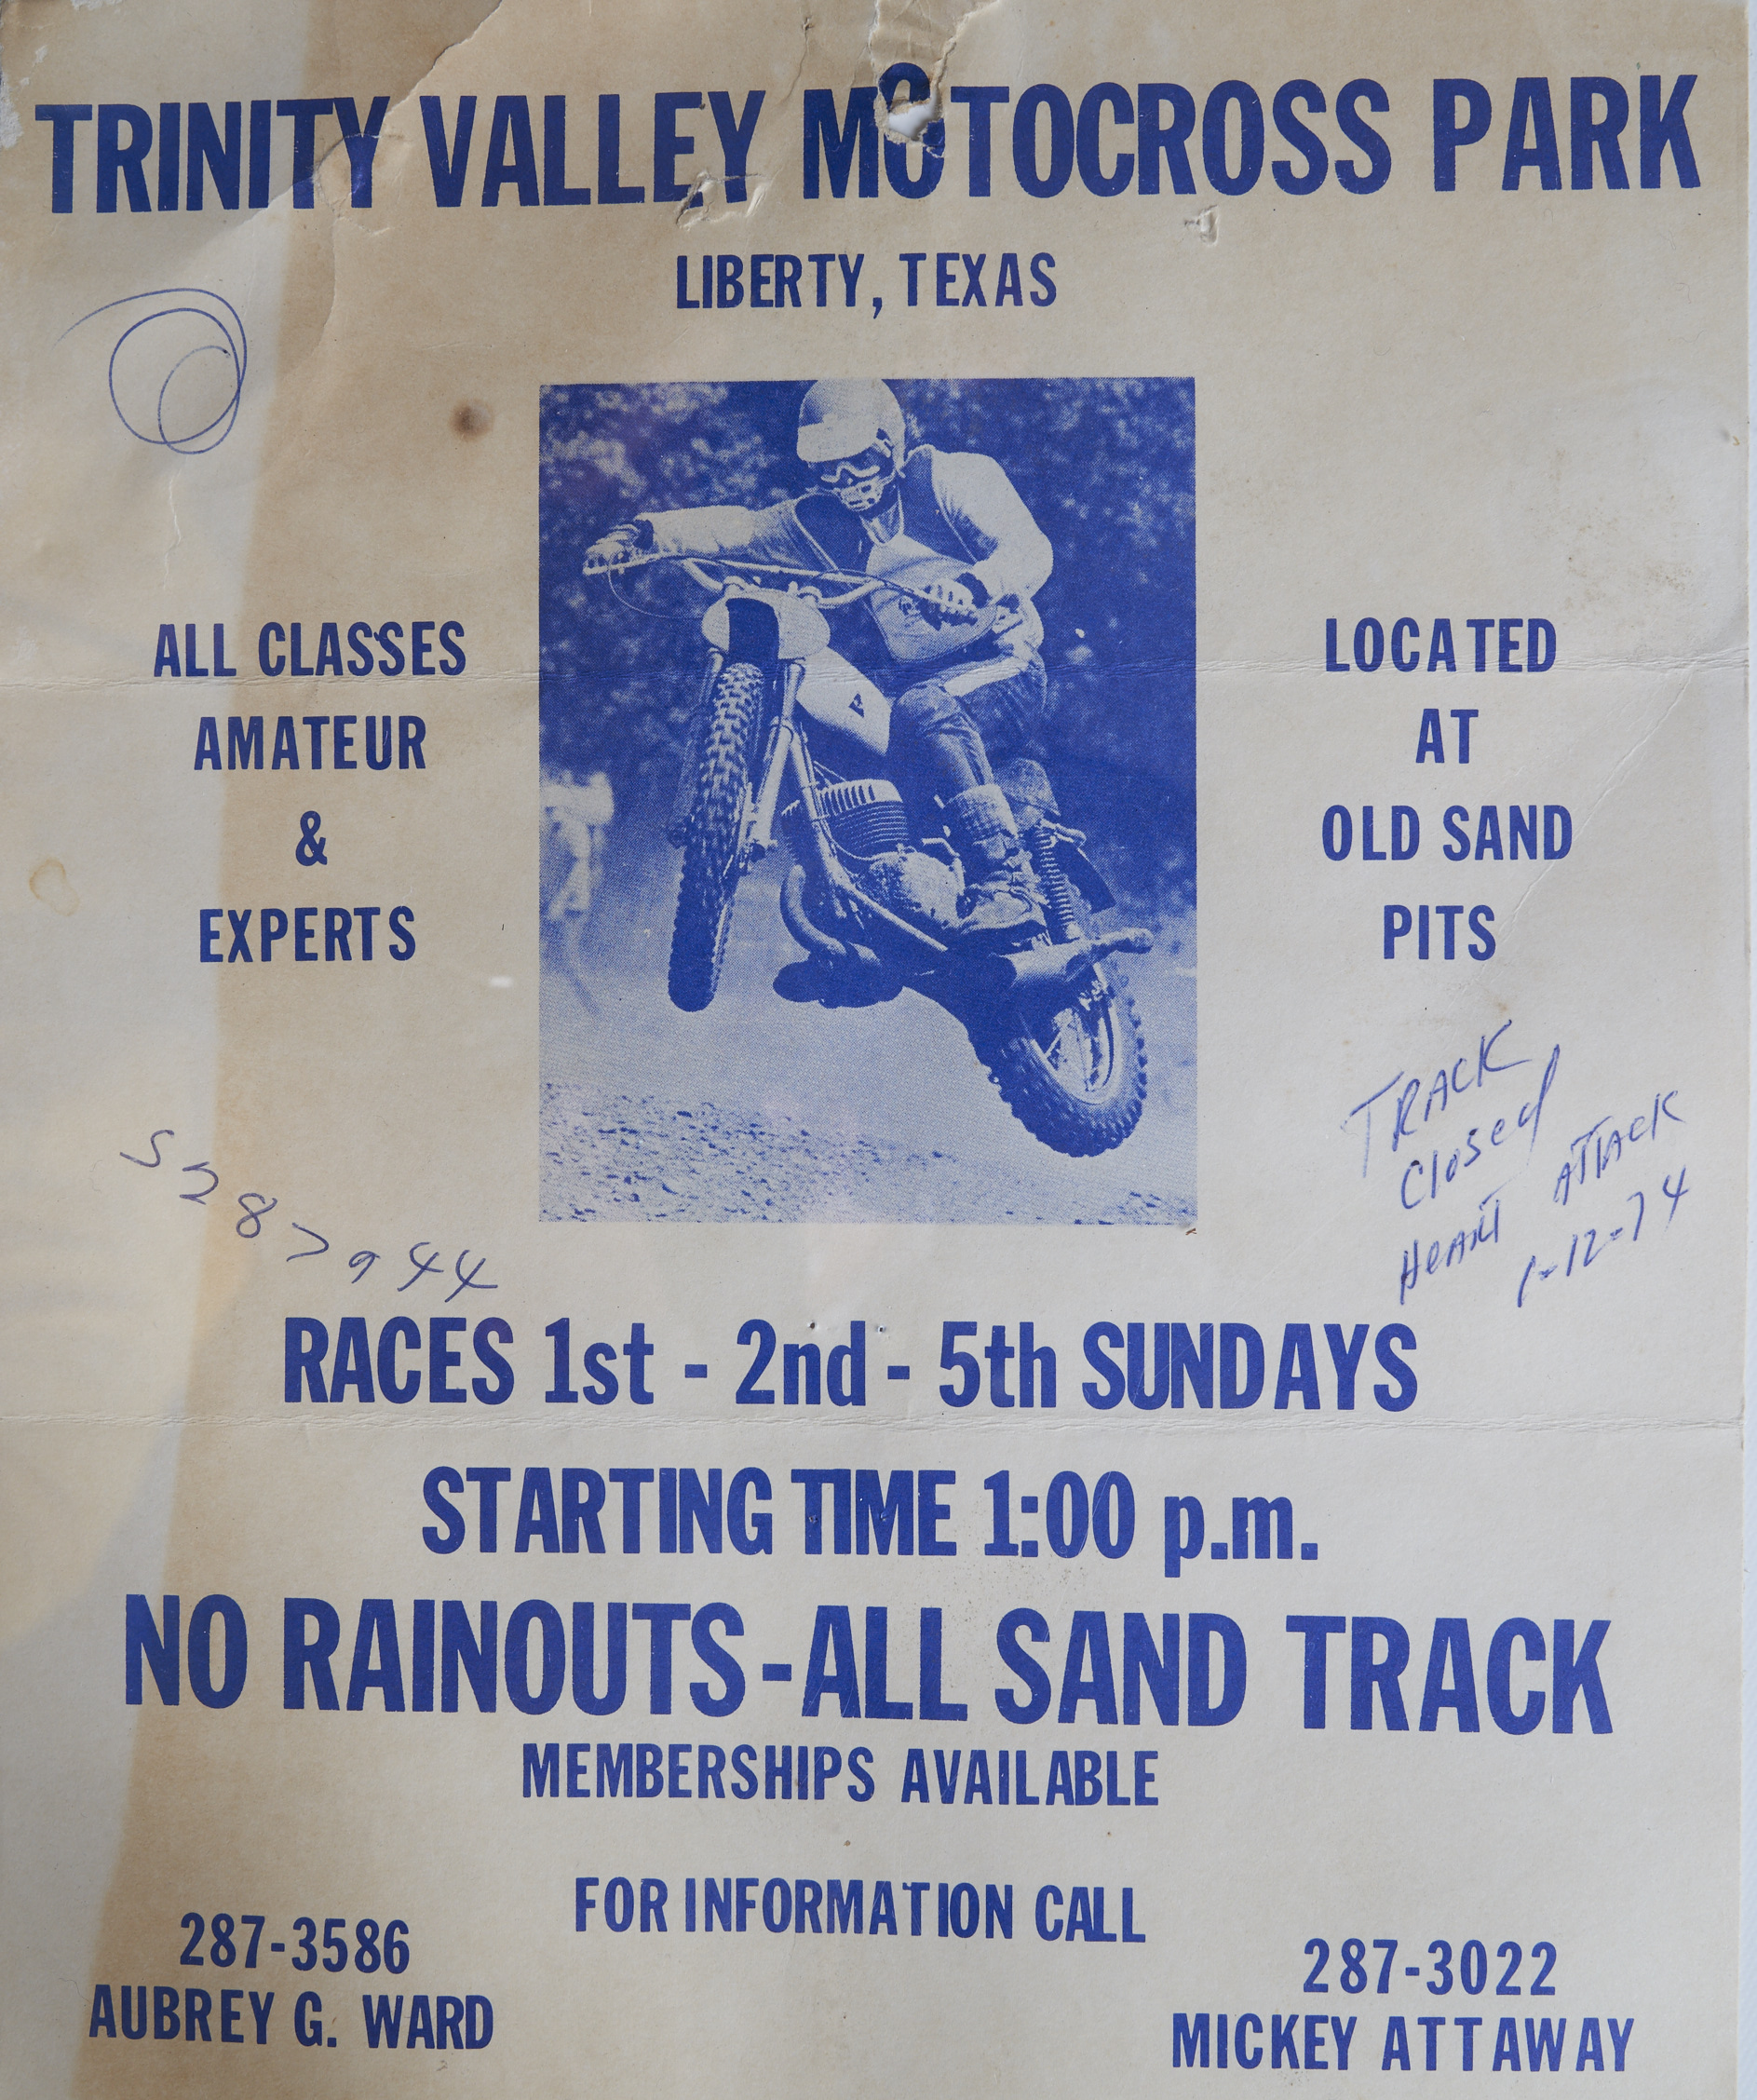 TRINITY VALLEY MOTOCROSS PARK
LIBERTY, TEXAS
ALL CLASSES
AMATEUR
&
EXPERTS
LOCATED
AT
OLD SAND
PITS
TRACK
Closed
HEART ATTACK
1-12-74
5287944
RACES 1st - 2nd - 5th SUNDAYS
STARTING TIME 1:00 p.m.
NO RAINOUTS - ALL SAND TRACK
MEMBERSHIPS AVAILABLE
FOR INFORMATION CALL
287-3586
AUBREY G. WARD
287-3022
MICKEY ATTAWAY